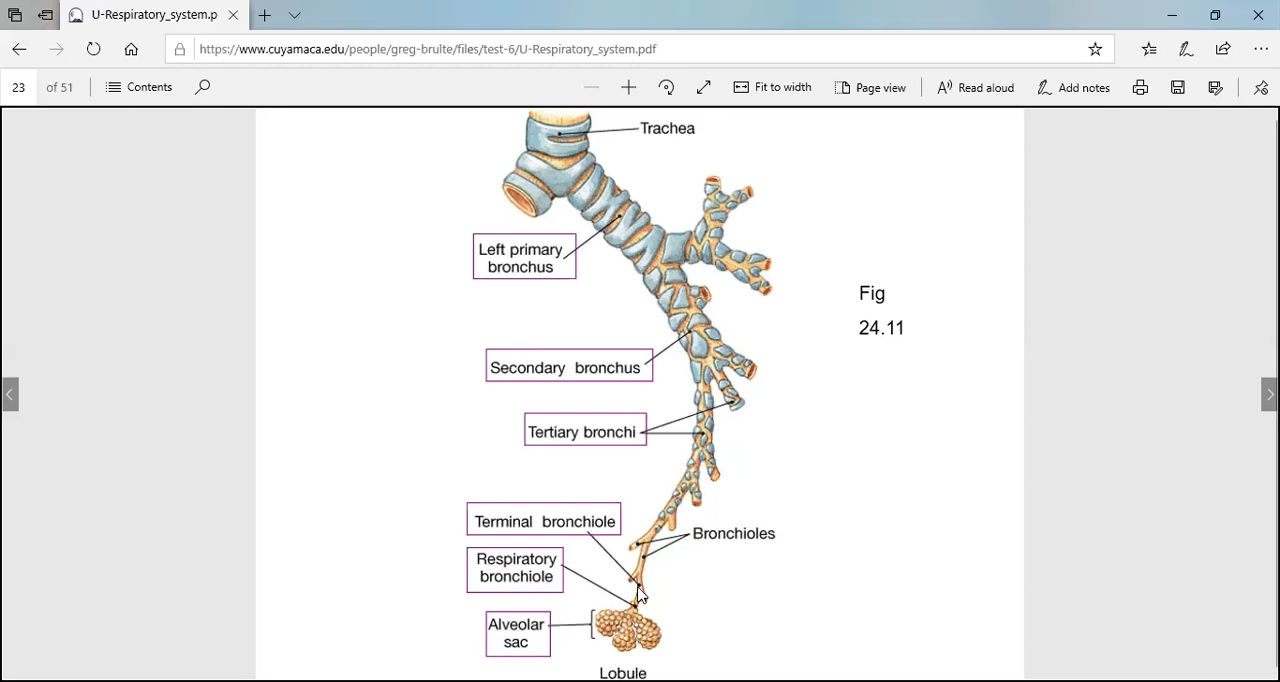 U-Respiratory_system.p
https://www.cuyamaca.edu/people/greg-brulte/files/test-6/U-Respiratory_system.pdf
23 of 51 Contents Fit to width Page view Read aloud Add notes
Trachea
Left primary
bronchus
Fig
24.11
Secondary bronchus
Tertiary bronchi
Terminal bronchiole
Bronchioles
Respiratory
bronchiole
Alveolar
sac
Lobule